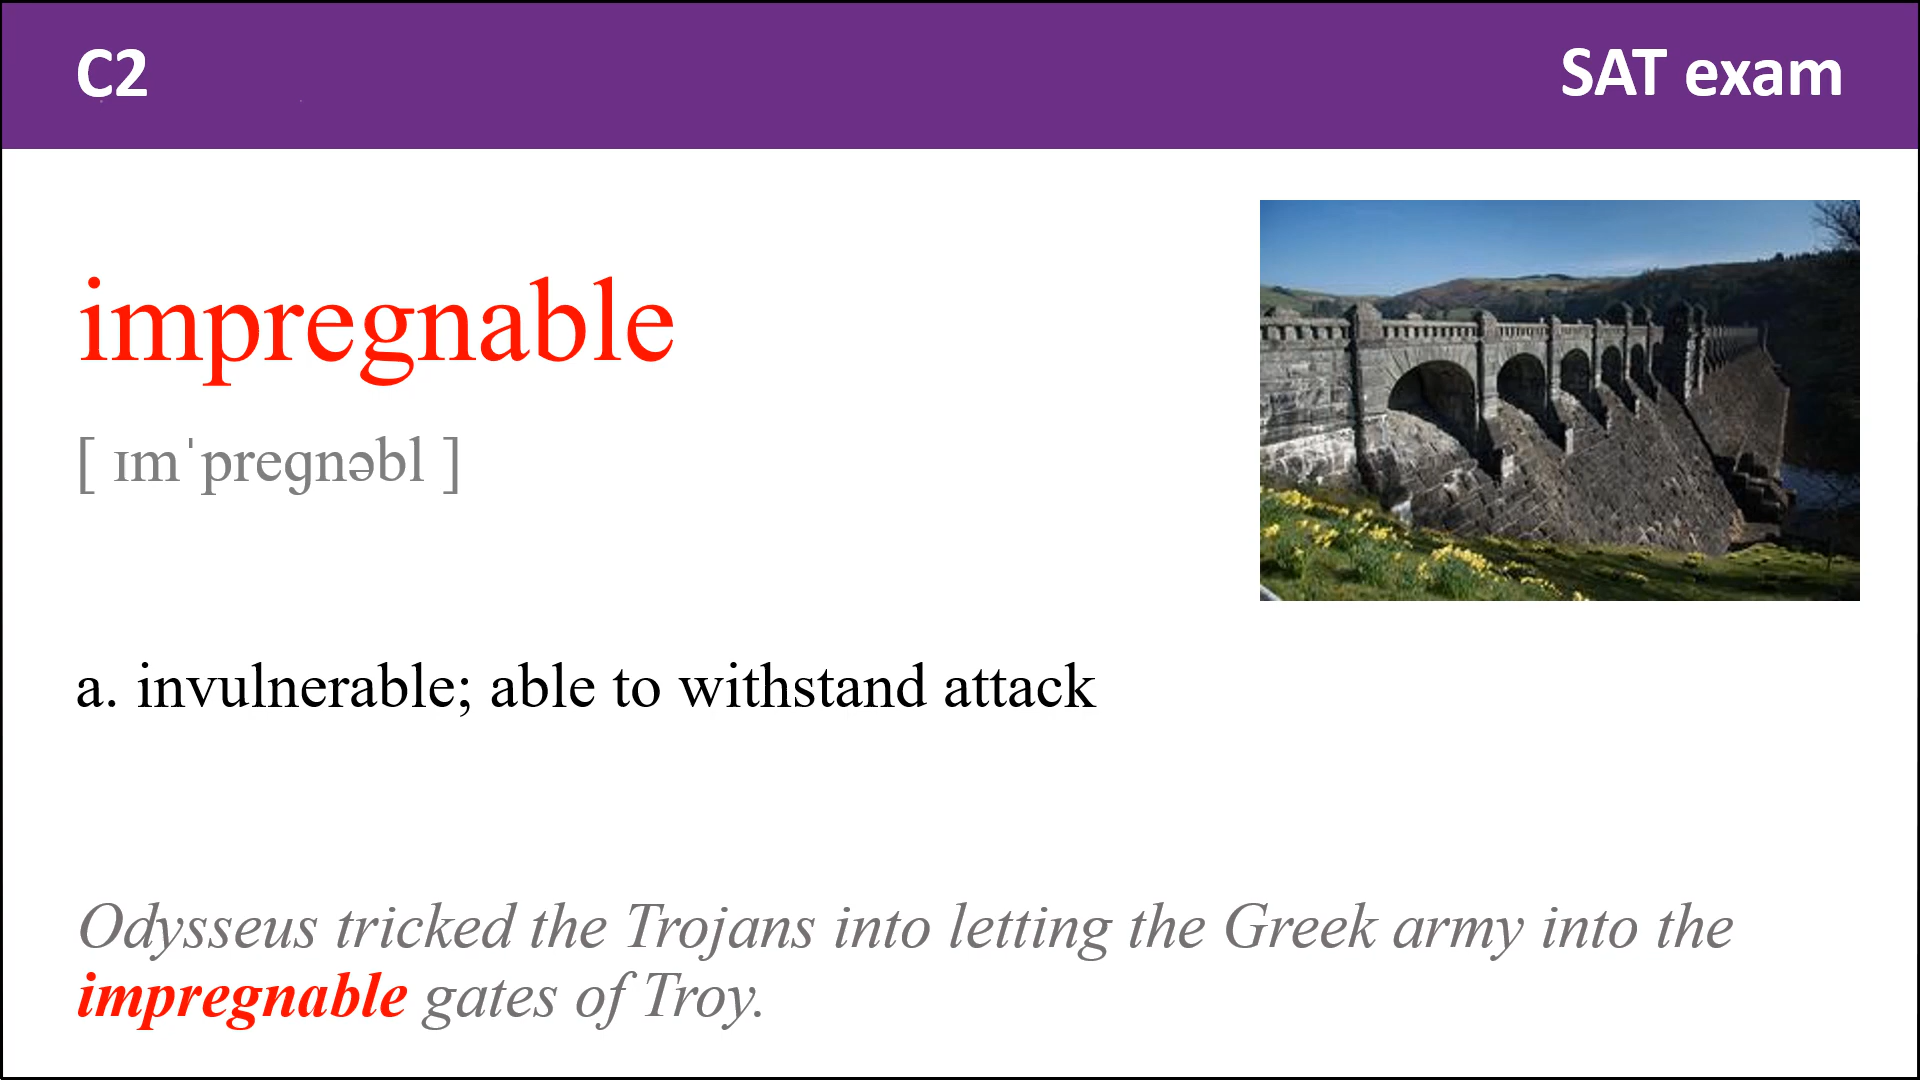 C2
SAT exam
impregnable
[ ɪmˈpreɡnəbl ]
a. invulnerable; able to withstand attack
Odysseus tricked the Trojans into letting the Greek army into the
impregnable gates of Troy.